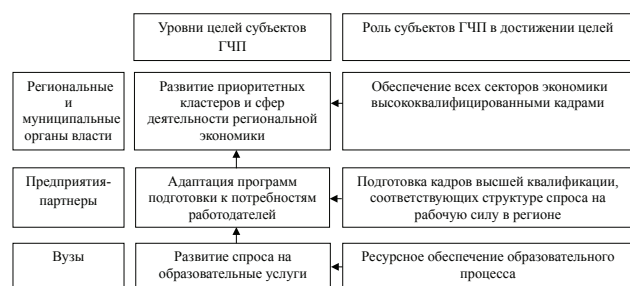 Уровни целей субъектов
ГЧП
Роль субъектов ГЧП в достижении целей
Региональные
и
муниципальные
органы власти
Развитие приоритетных
кластеров и сфер
деятельности региональной
экономики
Обеспечение всех секторов экономики
высококвалифицированными кадрами
Предприятия-
партнеры
Адаптация программ
подготовки к потребностям
работодателей
Подготовка кадров высшей квалификации,
соответствующих структуре спроса на
рабочую силу в регионе
Вузы
Развитие спроса на
образовательные услуги
Ресурсное обеспечение образовательного
процесса